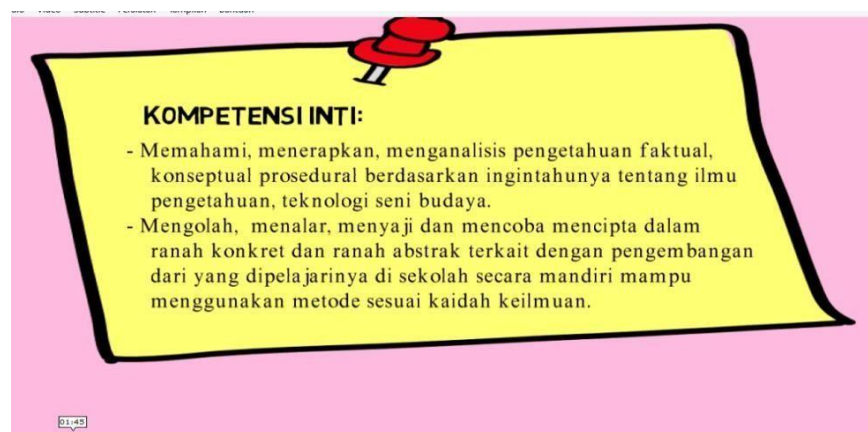 KOMPETENSI INTI:
- Memahami, menerapkan, menganalisis pengetahuan faktual,
konseptual prosedural berdasarkan ingintahunya tentang ilmu
pengetahuan, teknologi seni budaya.
- Mengolah, menalar, menyaji dan mencoba mencipta dalam
ranah konkret dan ranah abstrak terkait dengan pengembangan
dari yang dipelajarinya di sekolah secara mandiri mampu
menggunakan metode sesuai kaidah keilmuan.
01:45